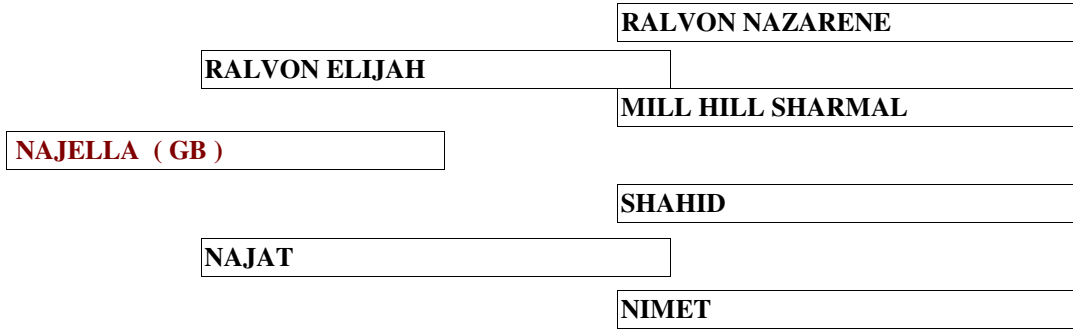 RALVON NAZARENE
RALVON ELIJAH
MILL HILL SHARMAL
NAJELLA ( GB )
SHAHID
NAJAT
NIMET